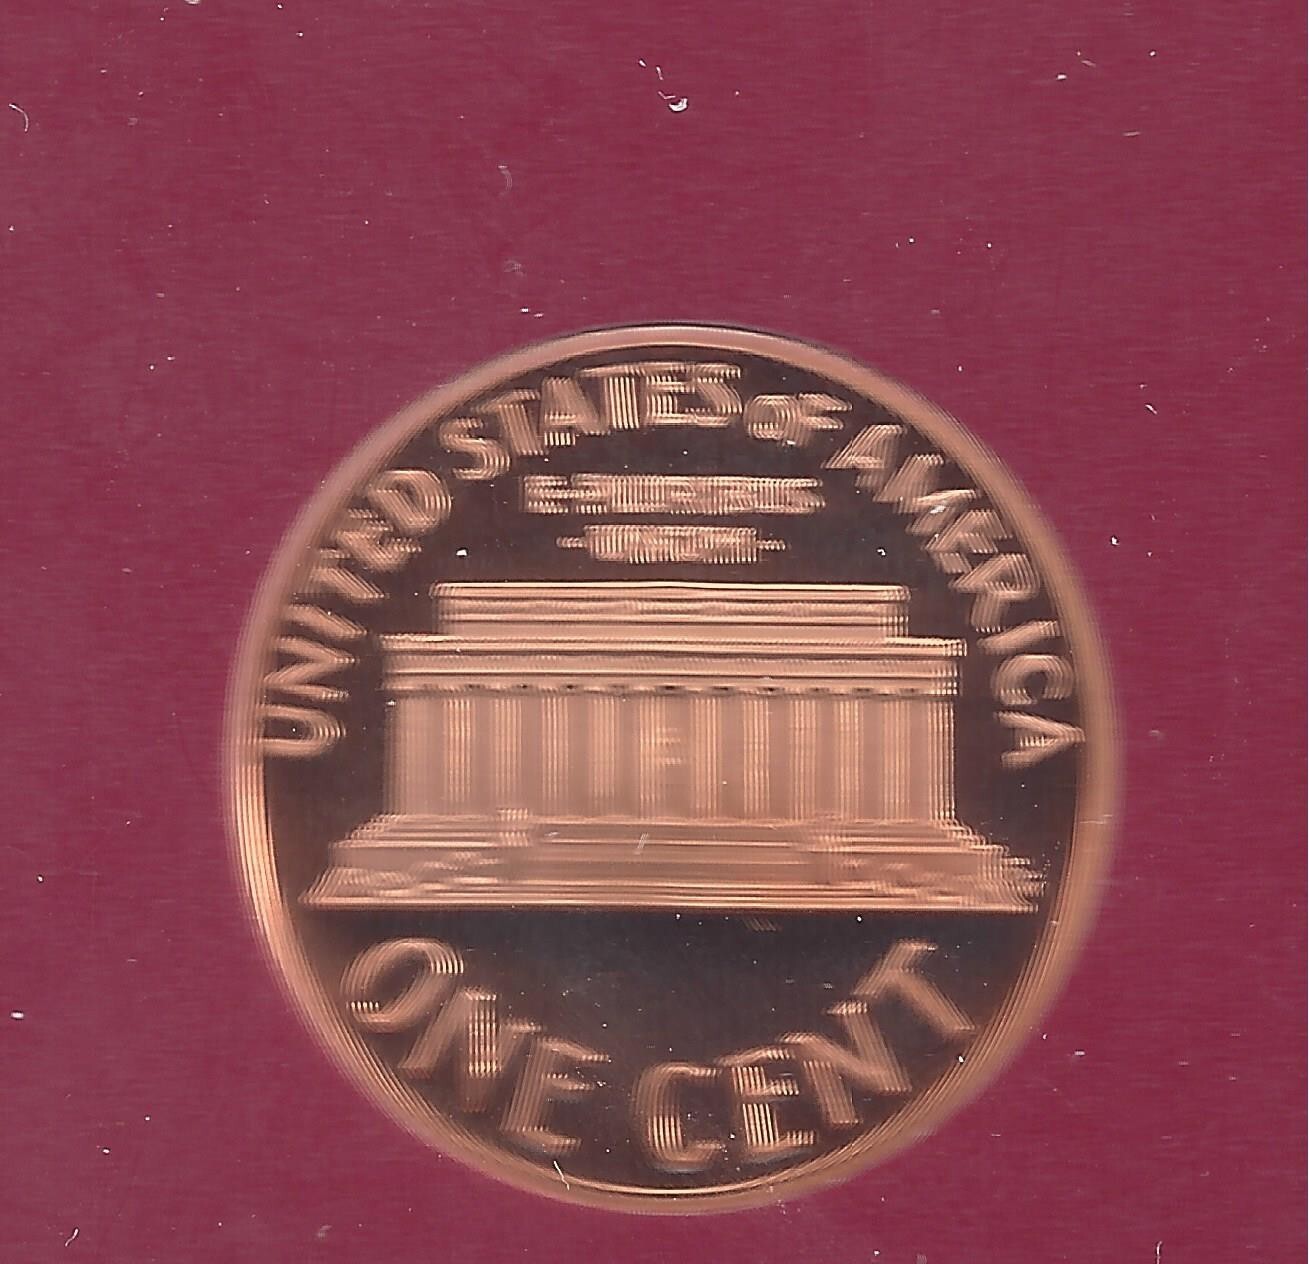 UNITED STATES OF AMERICA
ONE CENT